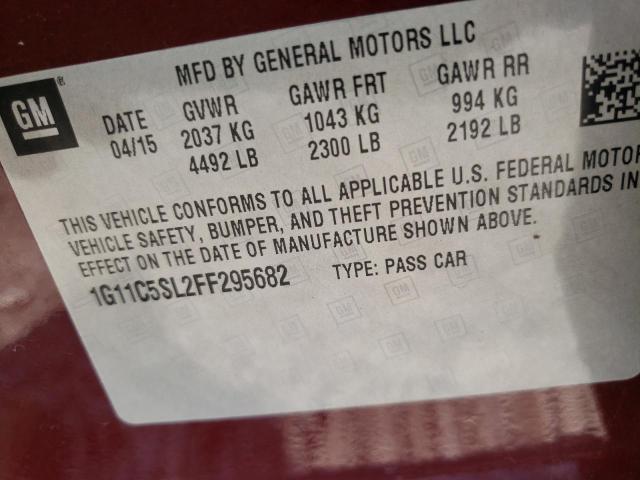 MFD BY GENERAL MOTORS LLC
GM®
DATE GVWR GAWR FRT GAWR RR
04/15 2037 KG 1043 KG 994 KG
4492 LB 2300 LB 2192 LB
THIS VEHICLE CONFORMS TO ALL APPLICABLE U.S. FEDERAL MOTOR
VEHICLE SAFETY, BUMPER, AND THEFT PREVENTION STANDARDS IN
EFFECT ON THE DATE OF MANUFACTURE SHOWN ABOVE.
1G11C5SL2FF295682 TYPE: PASS CAR